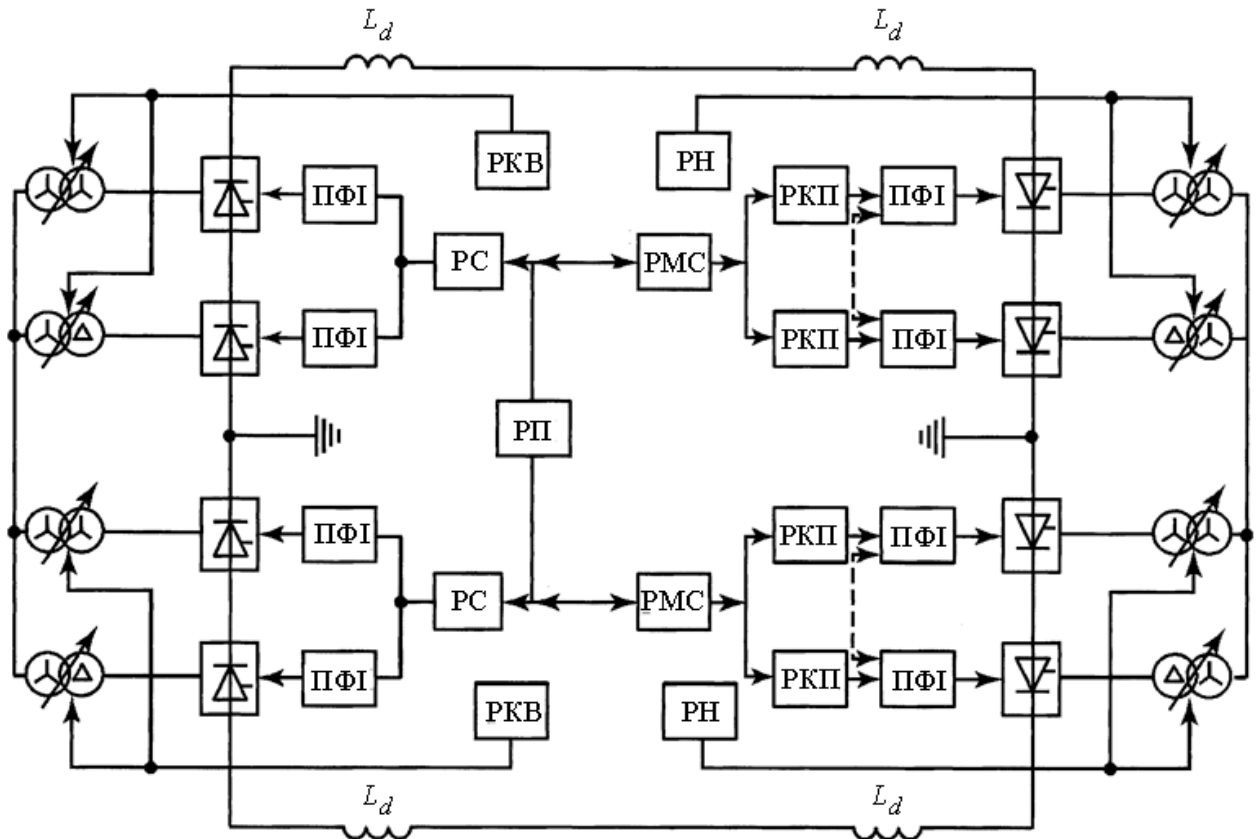 L_d
L_d
РКВ
РН
ПФІ
РКП
ПФІ
РС
РМС
ПФІ
РКП
ПФІ
РП
ПФІ
РКП
ПФІ
РС
РМС
ПФІ
РКП
ПФІ
РКВ
РН
L_d
L_d